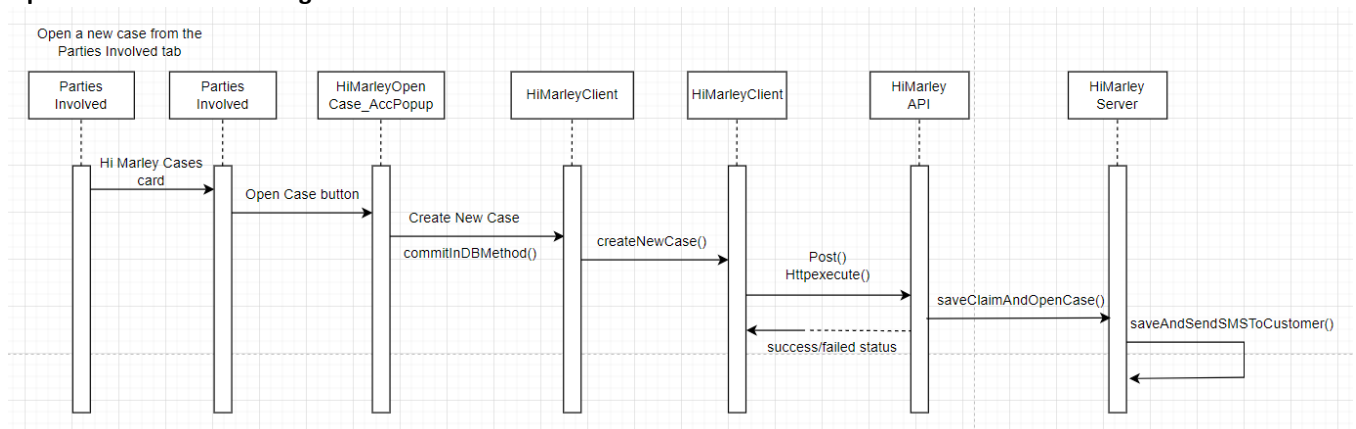 Open a new case from the
Parties Involved tab
Parties
Involved
Parties
Involved
HiMarleyOpen
Case_AccPopup
HiMarleyClient
HiMarleyClient
HiMarley
API
HiMarley
Server
Hi Marley Cases
card
Open Case button
Create New Case
commitInDBMethod()
createNewCase()
Post()
Httpexecute()
saveClaimAndOpenCase()
success/failed status
saveAndSendSMSToCustomer()